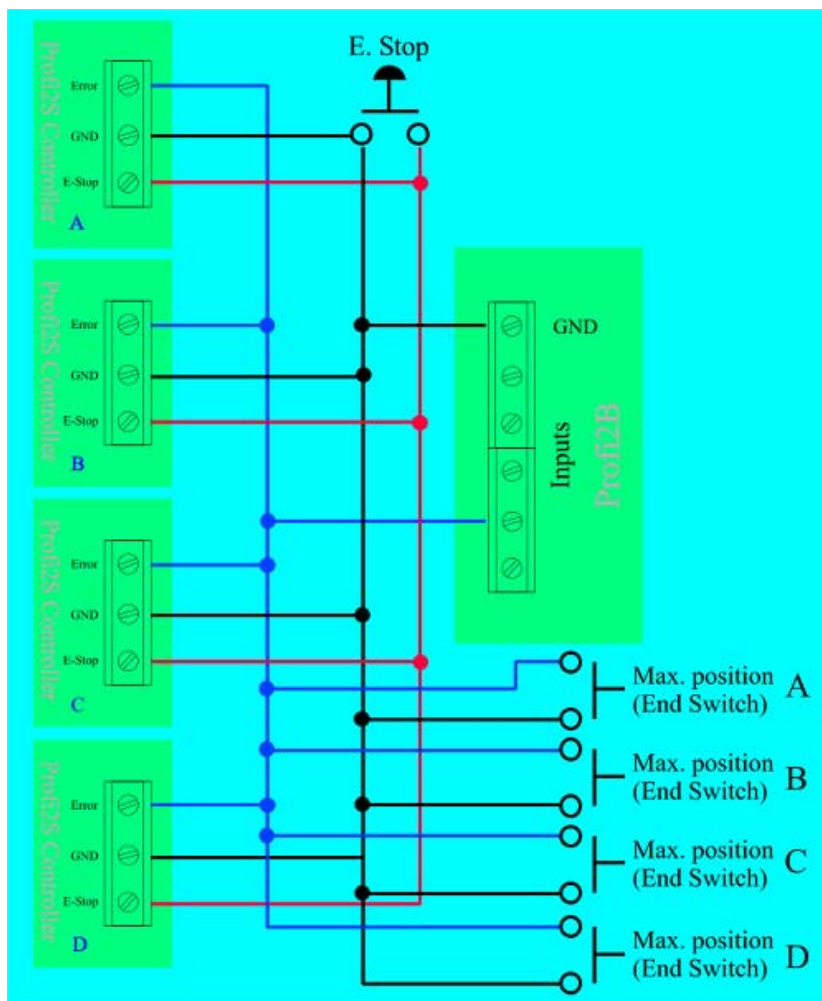 E. Stop
Profi2S Controller
Error
GND
E-Stop
A
Profi2S Controller
Error
GND
E-Stop
B
Profi2S Controller
Error
GND
E-Stop
C
Profi2S Controller
Error
GND
E-Stop
D
GND
Inputs
Profi2B
Max. position
(End Switch)
A
Max. position
(End Switch)
B
Max. position
(End Switch)
C
Max. position
(End Switch)
D